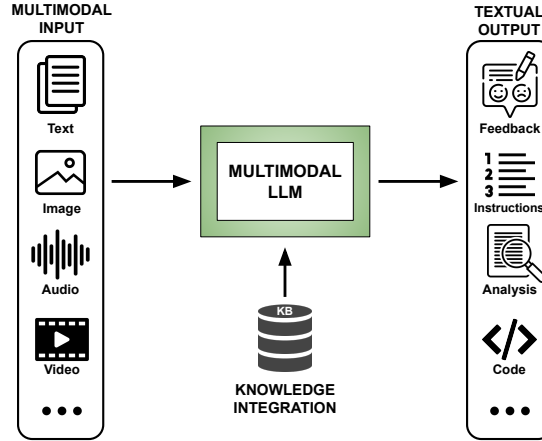 MULTIMODAL
INPUT
Text
Image
Audio
Video
MULTIMODAL
LLM
KB
KNOWLEDGE
INTEGRATION
TEXTUAL
OUTPUT
Feedback
1
2
3
Instructions
Analysis
</>
Code